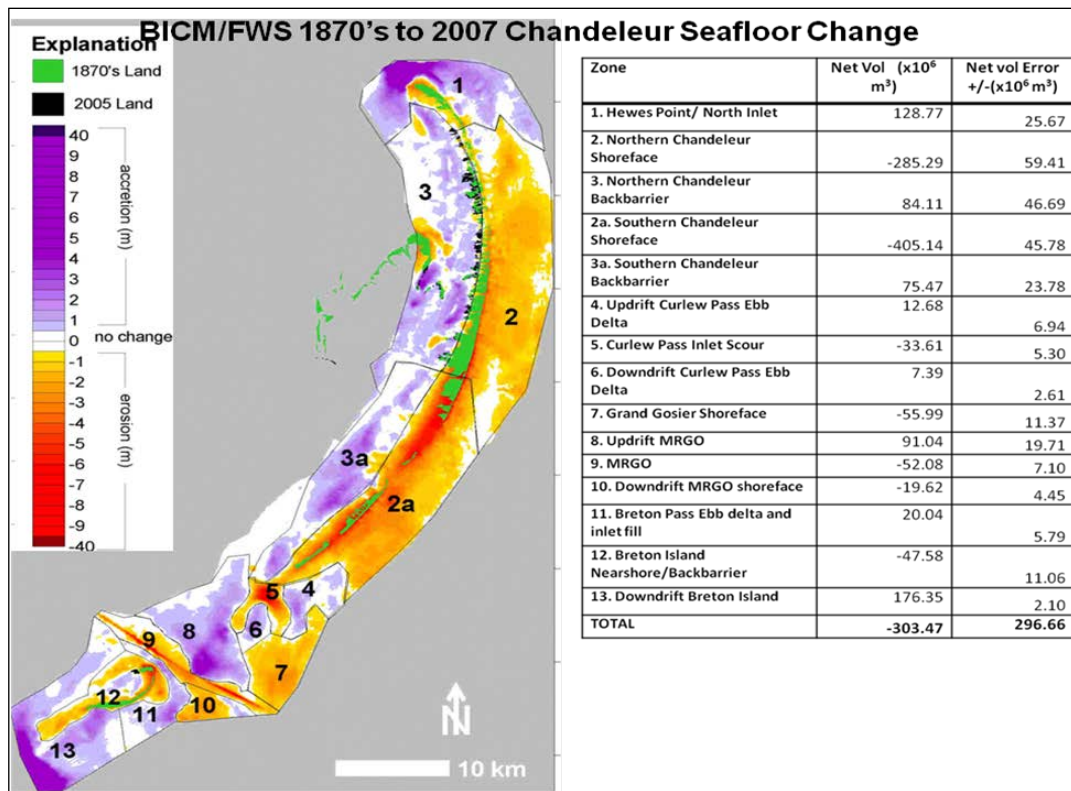 BICM/FWS 1870's to 2007 Chandeleur Seafloor Change
Explanation
1870's Land
2005 Land
40
9
8
7
6
5
4
3
2
1
0
-1
-2
-3
-4
-5
-6
-7
-8
-9
-40
accretion (m)
no change
erosion (m)
1
3
2
3a
2a
5
4
6
8
9
7
12
10
11
13
N
10 km
Zone Net Vol (x10⁶ m³) Net vol Error +/-(x10⁶ m³)
1. Hewes Point/ North Inlet 128.77 25.67
2. Northern Chandeleur
Shoreface -285.29 59.41
3. Northern Chandeleur
Backbarrier 84.11 46.69
2a. Southern Chandeleur
Shoreface -405.14 45.78
3a. Southern Chandeleur
Backbarrier 75.47 23.78
4. Updrift Curlew Pass Ebb
Delta 12.68 6.94
5. Curlew Pass Inlet Scour -33.61 5.30
6. Downdrift Curlew Pass Ebb
Delta 7.39 2.61
7. Grand Gosier Shoreface -55.99 11.37
8. Updrift MRGO 91.04 19.71
9. MRGO -52.08 7.10
10. Downdrift MRGO shoreface -19.62 4.45
11. Breton Pass Ebb delta and
inlet fill 20.04 5.79
12. Breton Island
Nearshore/Backbarrier -47.58 11.06
13. Downdrift Breton Island 176.35 2.10
TOTAL -303.47 296.66